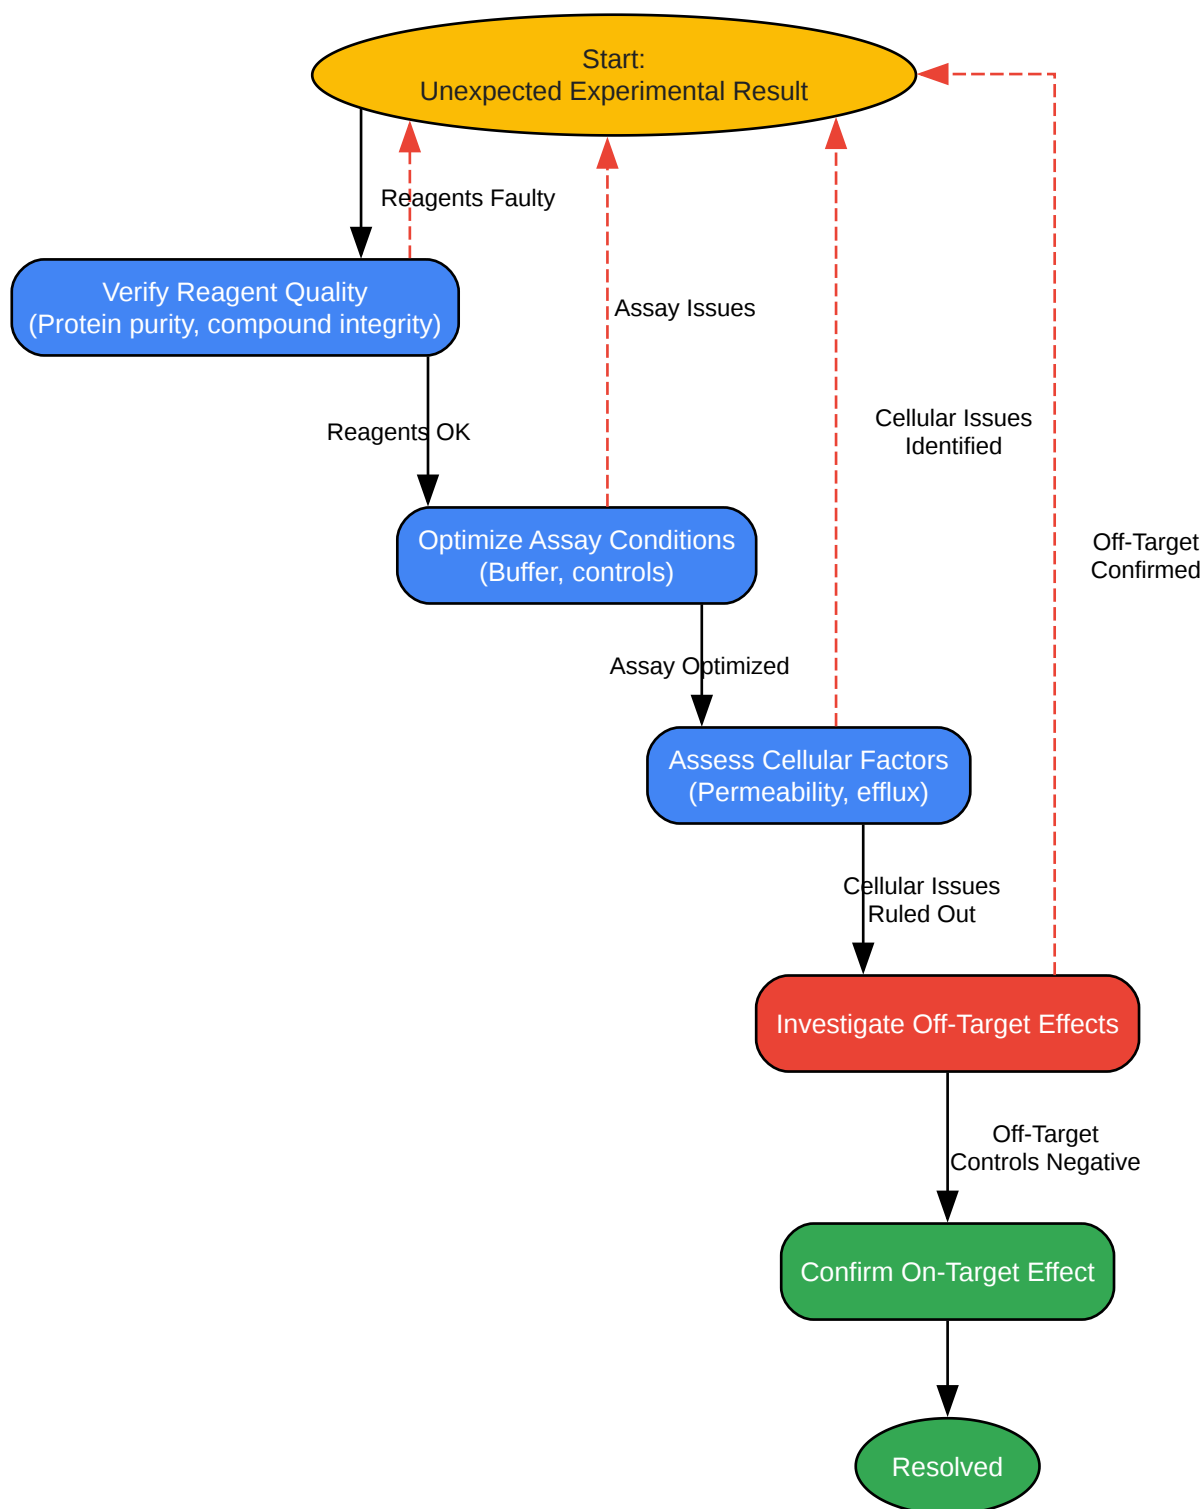 Start:
Unexpected Experimental Result
Reagents Faulty
Verify Reagent Quality
(Protein purity, compound integrity)
Assay Issues
Reagents OK
Cellular Issues
Identified
Optimize Assay Conditions
(Buffer, controls)
Off-Target
Confirmed
Assay Optimized
Assess Cellular Factors
(Permeability, efflux)
Cellular Issues
Ruled Out
Investigate Off-Target Effects
Off-Target
Controls Negative
Confirm On-Target Effect
Resolved